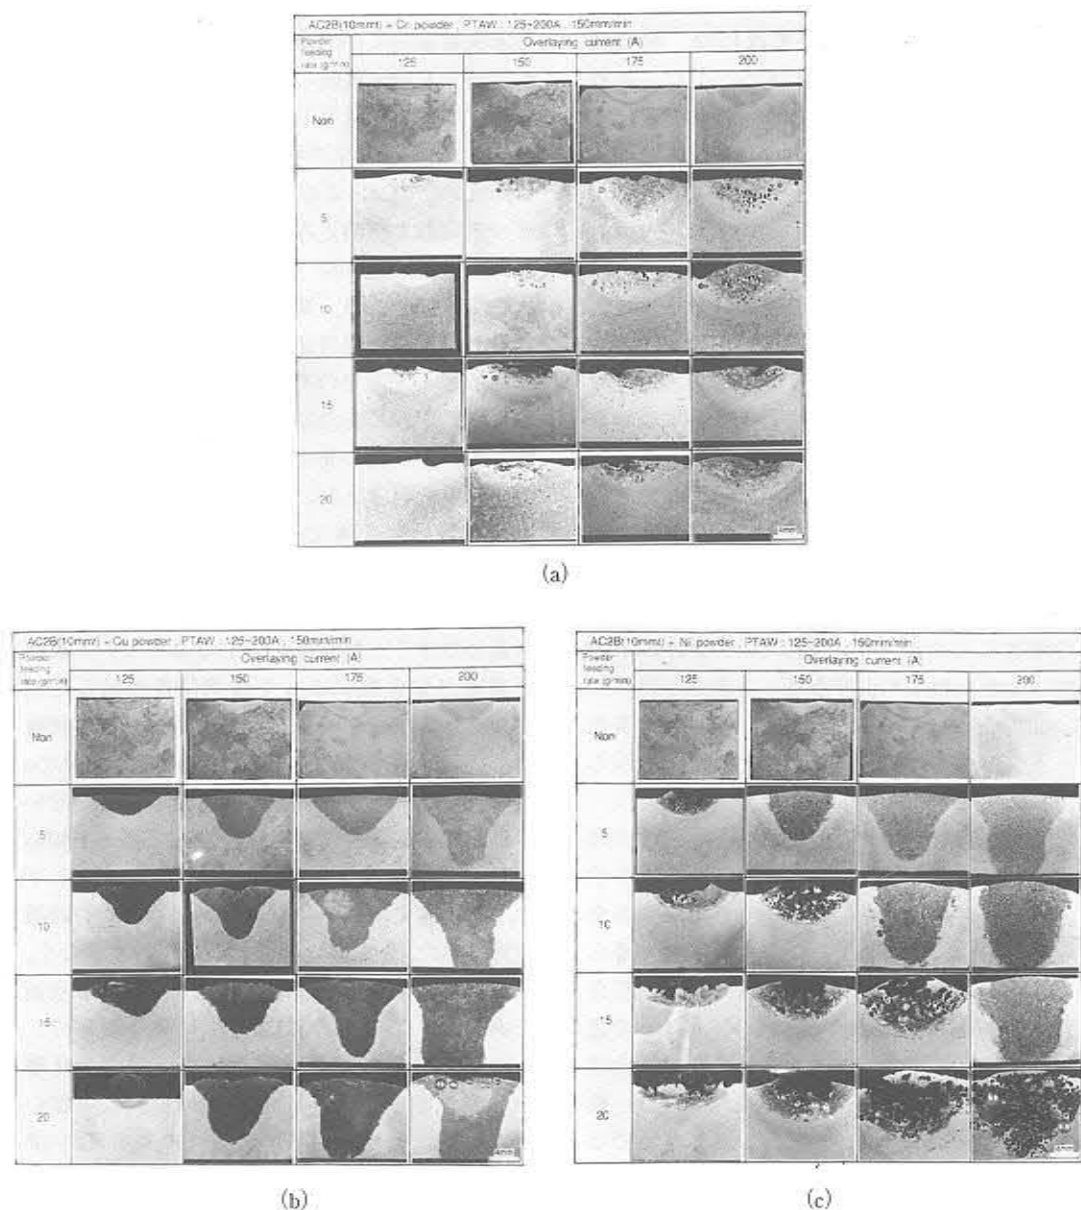 AC2B(10mmt) - Cr powder, PTAW : 125~200A, 150mm/min
Powder feeding rate (g/min)
Overlaying current (A)
125 150 175 200
Non
5
10
15
20
(a)
AC2B(10mmt) - Cu powder, PTAW : 125~200A, 150mm/min
Powder feeding rate (g/min)
Overlaying current (A)
125 150 175 200
Non
5
10
15
20
4mm
(b)
AC2B(10mmt) - Ni powder, PTAW : 125~200A, 150mm/min
Powder feeding rate (g/min)
Overlaying current (A)
125 150 175 200
Non
5
10
15
20
(c)